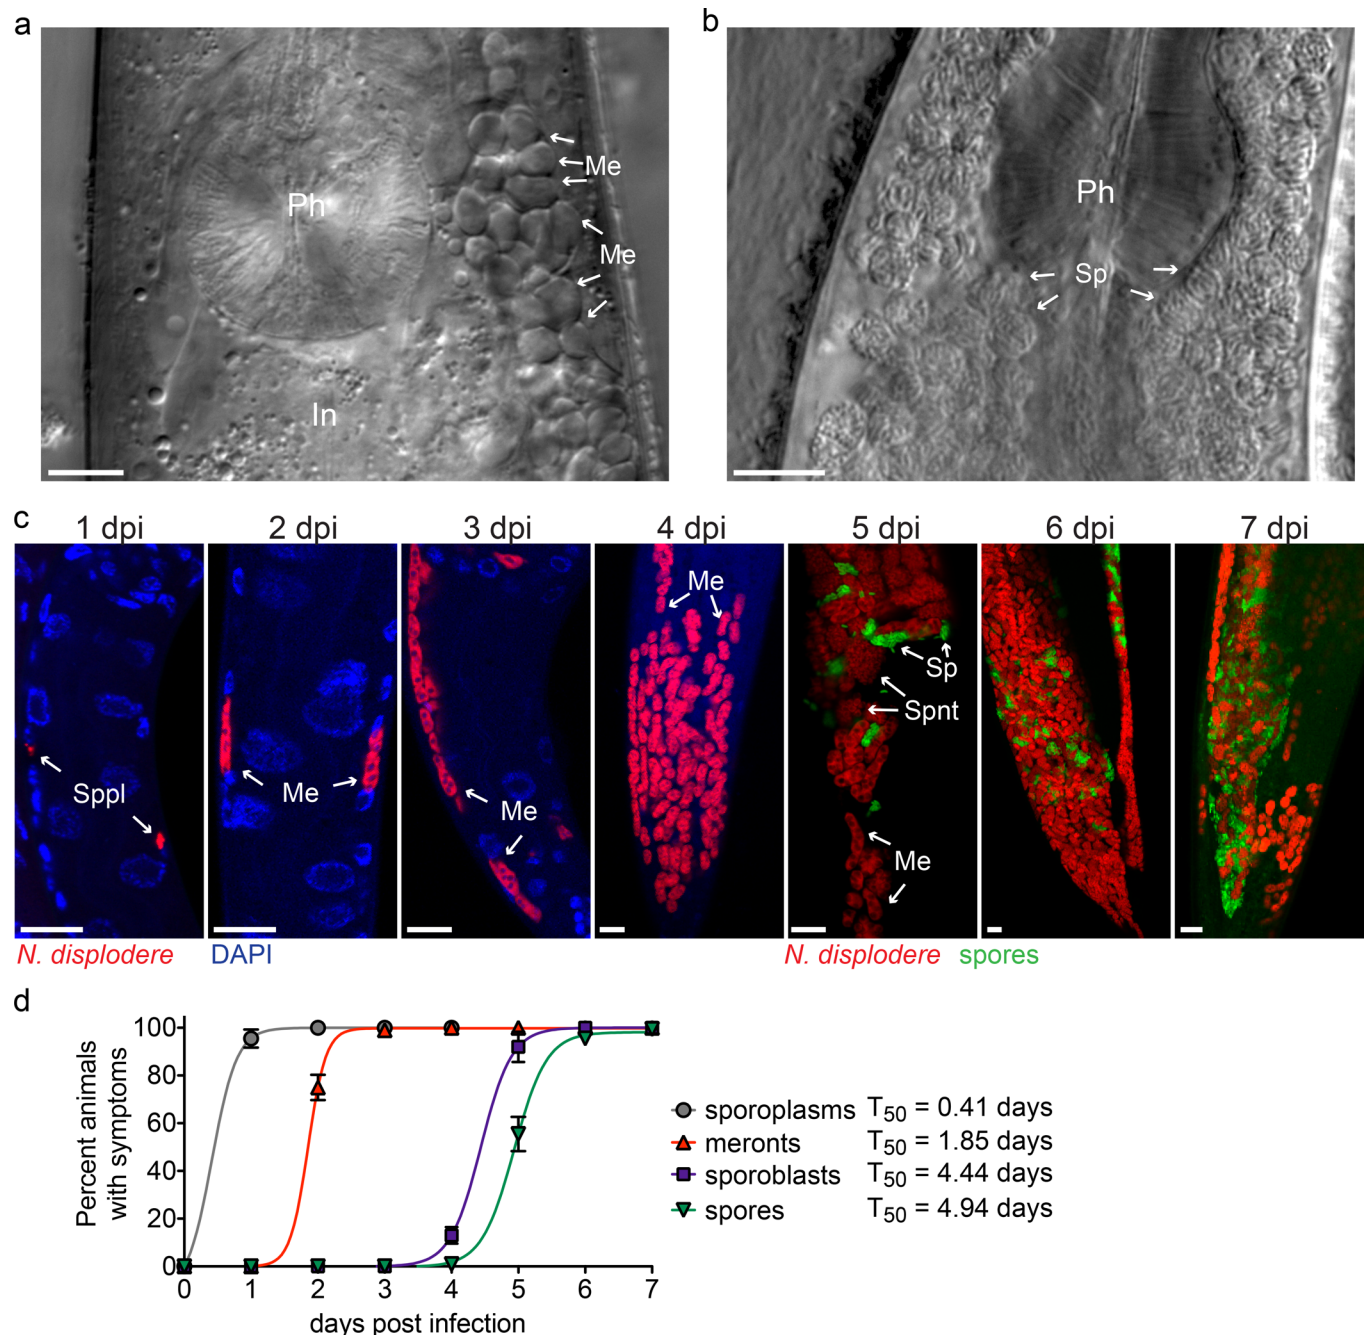 a
b
Ph
Me
Me
In
Ph
Sp
c
1 dpi 2 dpi 3 dpi 4 dpi 5 dpi 6 dpi 7 dpi
Sppl
Me
Me
Me
Sp
Spnt
Me
N. displodere DAPI N. displodere spores
d
Percent animals
with symptoms
100
80
60
40
20
0
0 1 2 3 4 5 6 7
days post infection
sporoplasms T50 = 0.41 days
meronts T50 = 1.85 days
sporoblasts T50 = 4.44 days
spores T50 = 4.94 days